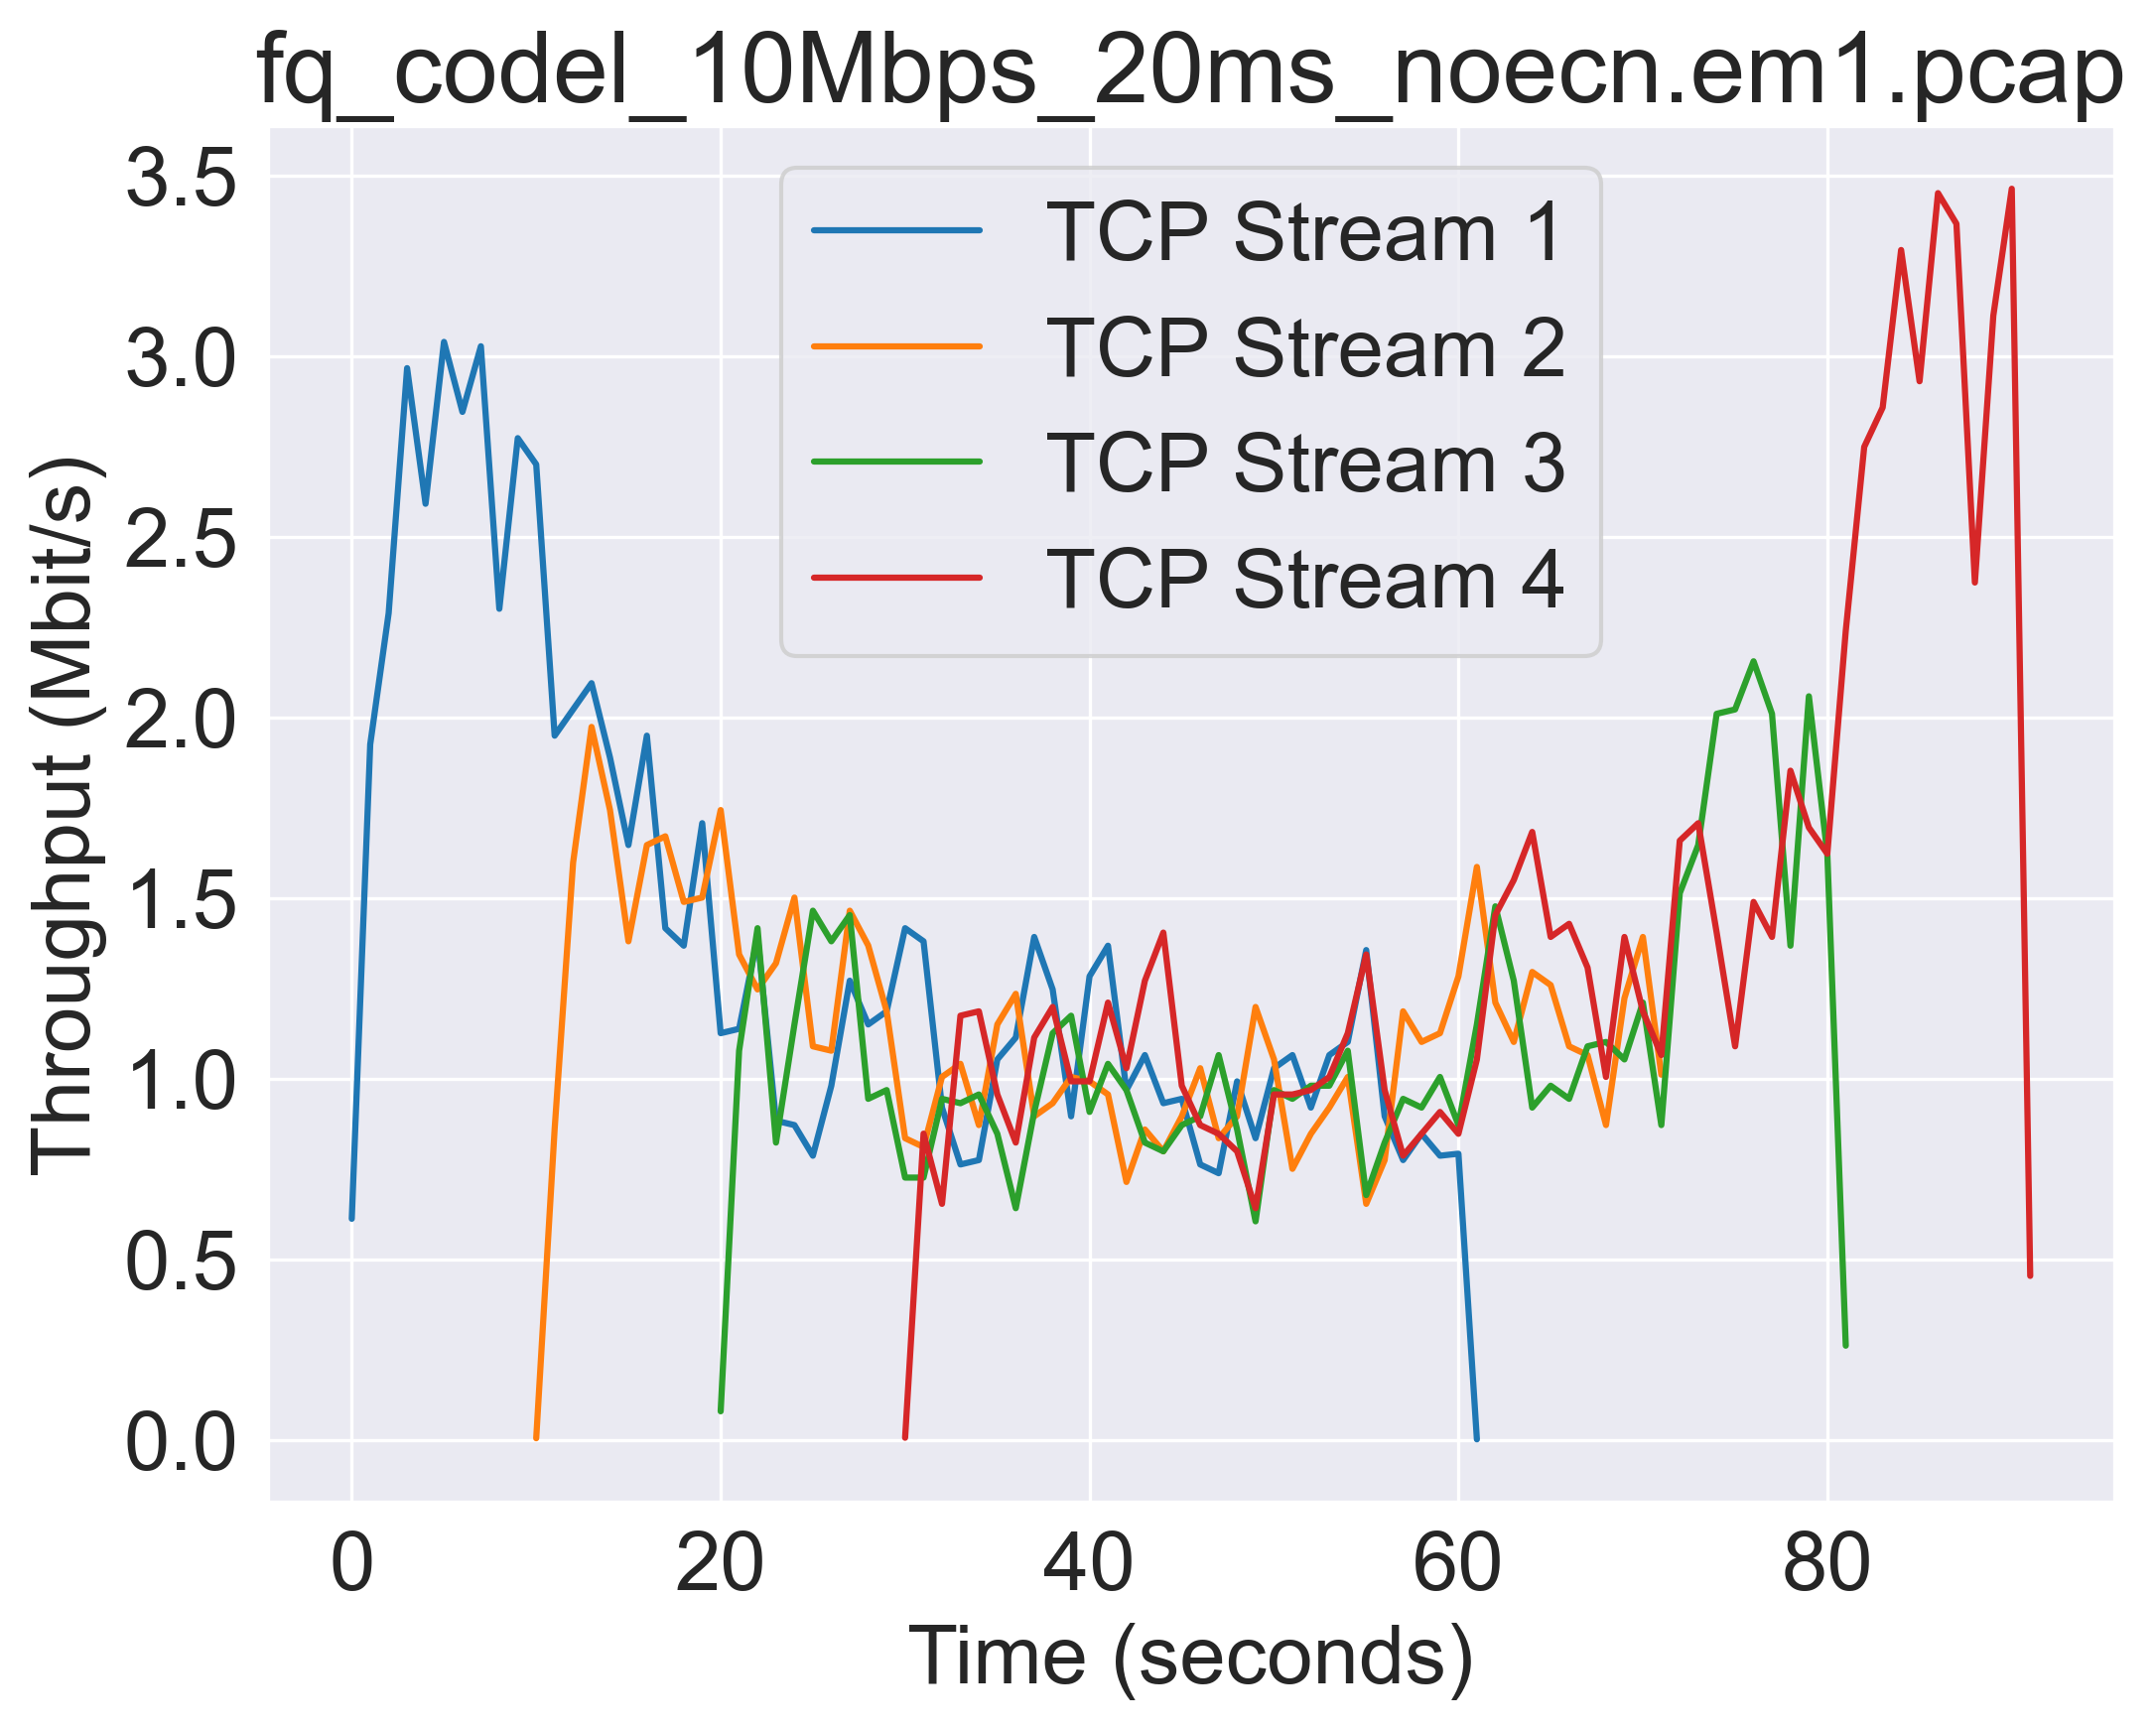 fq_codel_10Mbps_20ms_noecn.em1.pcap
3.5
3.0
2.5
2.0
1.5
1.0
0.5
0.0
Throughput (Mbit/s)
TCP Stream 1
TCP Stream 2
TCP Stream 3
TCP Stream 4
0 20 40 60 80
Time (seconds)